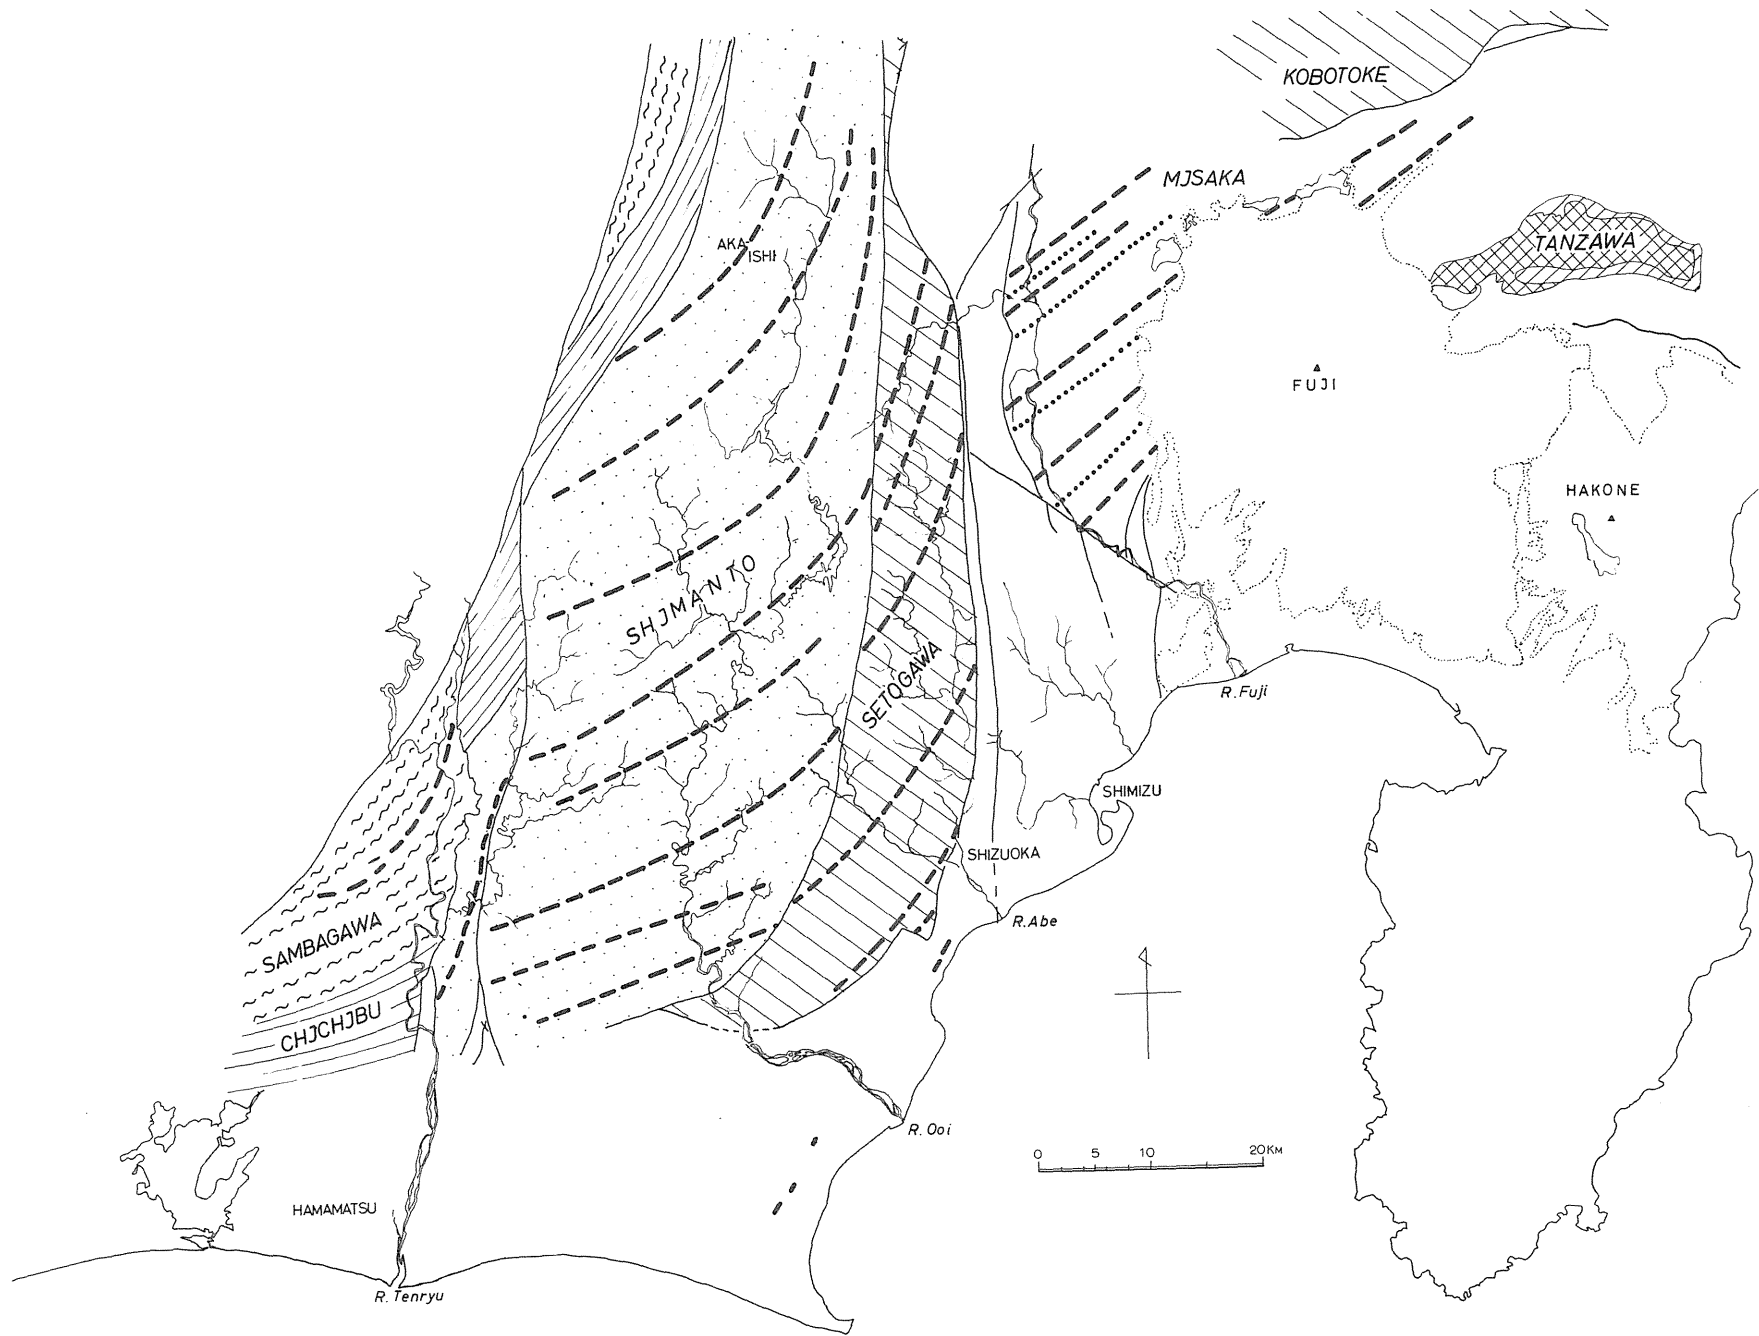 KOBOTOKE
MJSAKA
TANZAWA
AKA-
ISHI
FUJI
HAKONE
SHJMANTO
SETOGAWA
R.Fuji
SHIMIZU
SHIZUOKA
R.Abe
SAMBAGAWA
CHJCHJBU
R.Ooi
0 5 10 20KM
HAMAMATSU
R.Tenryu